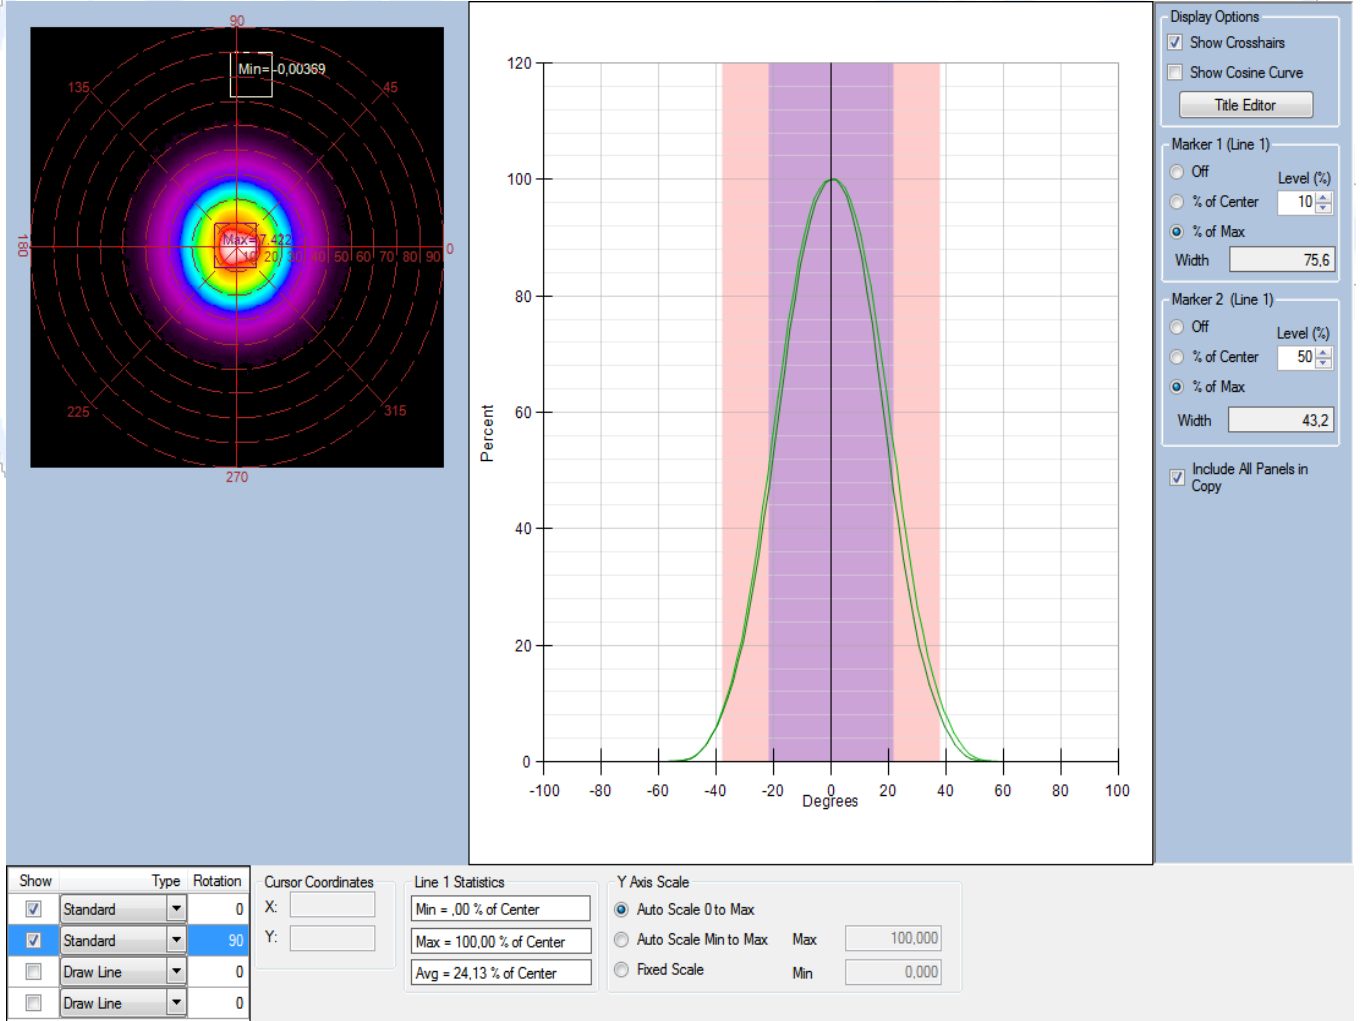 90
Min= -0,00369
135
45
Max= 7.422
180
10 20 30 40 50 60 70 80 90
0
225
315
270
120
100
80
60
40
20
0
Percent
-100 -80 -60 -40 -20 0 20 40 60 80 100
Degrees
Display Options
Show Crosshairs
Show Cosine Curve
Title Editor
Marker 1 (Line 1)
Off
Level (%)
% of Center
10
% of Max
Width
75,6
Marker 2 (Line 1)
Off
Level (%)
% of Center
50
% of Max
Width
43,2
Include All Panels in
Copy
Show Type Rotation
Standard 0
Standard 90
Draw Line 0
Draw Line 0
Cursor Coordinates
X:
Y:
Line 1 Statistics
Min = ,00 % of Center
Max = 100,00 % of Center
Avg = 24,13 % of Center
Y Axis Scale
Auto Scale 0 to Max
Auto Scale Min to Max
Max
100,000
Fixed Scale
Min
0,000